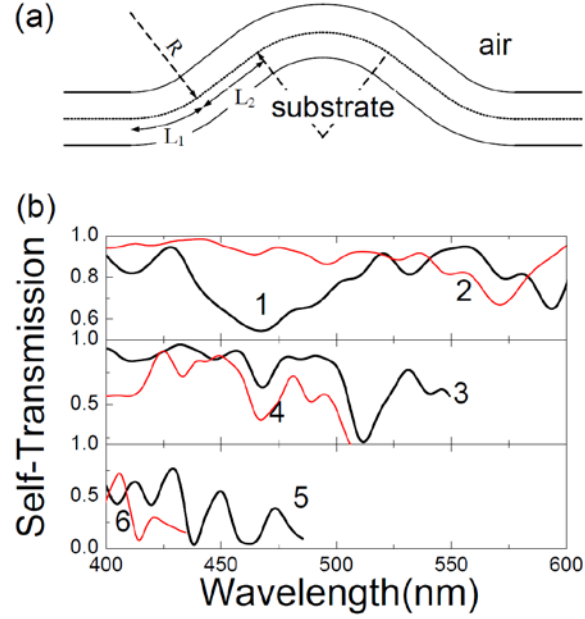 (a)
R
air
L₂
substrate
L₁
(b)
Self-Transmission
1.0
0.8
0.6
1.0
0.5
1.0
0.5
0.0
1
2
3
4
5
6
400 450 500 550 600
Wavelength(nm)